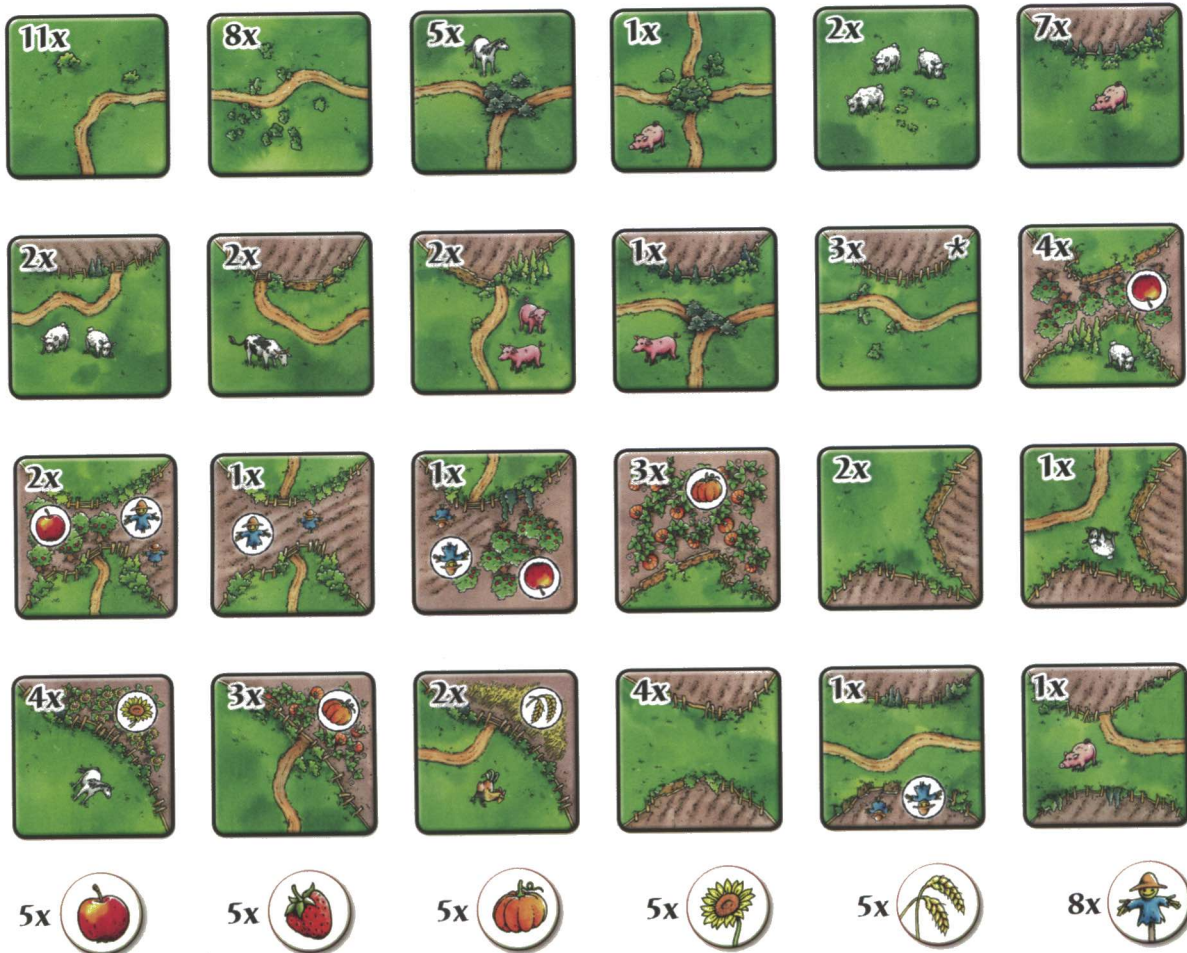 11x 8x 5x 1x 2x 7x
2x 2x 2x 1x 3x * 4x
2x 1x 1x 3x 2x 1x
4x 3x 2x 4x 1x 1x
5x 5x 5x 5x 5x 8x